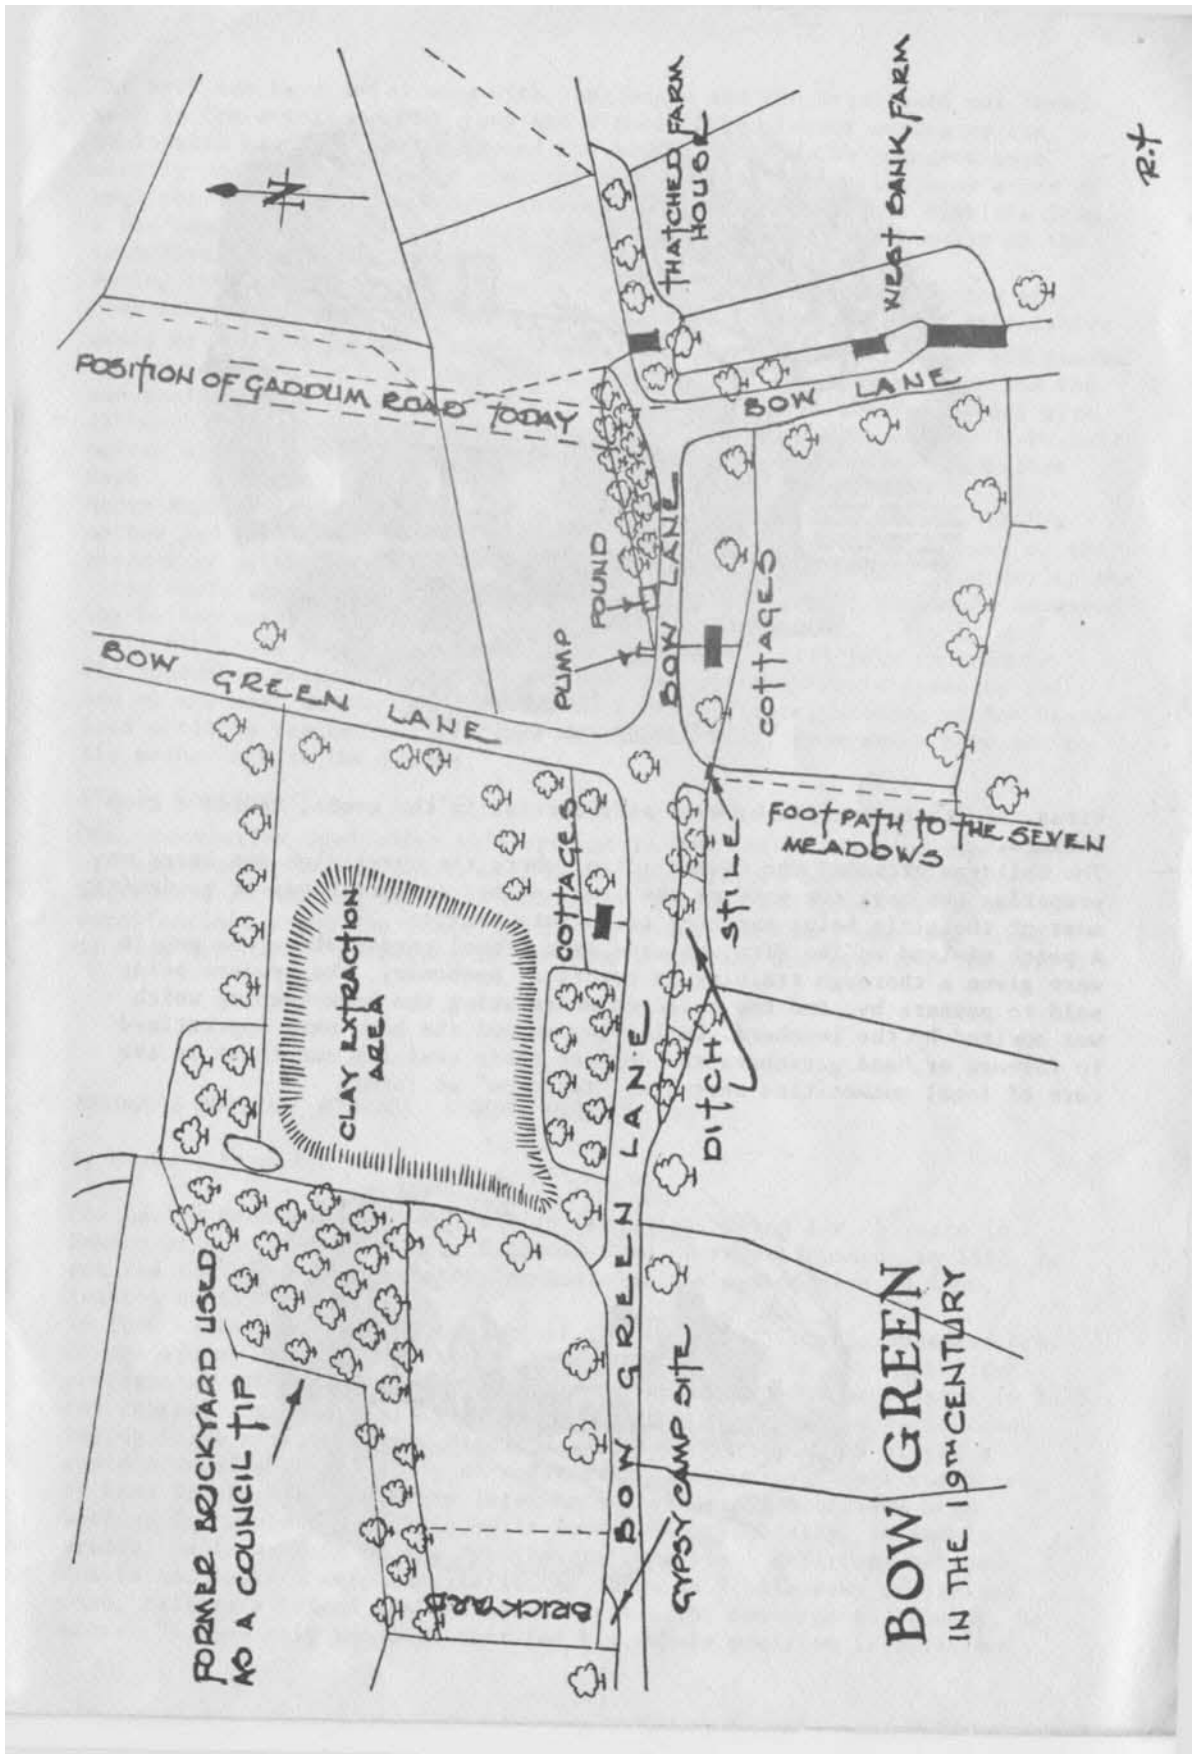 BOW GREEN
IN THE 19TH CENTURY
FORMER BRICKYARD USED
AS A COUNCIL TIP
BRICKYARD
GYPSY CAMP SITE
BOW GREEN LANE
CLAY EXTRACTION
AREA
COTTAGES
DITCH
STILE
FOOTPATH TO THE SEVEN
MEADOWS
BOW GREEN LANE
PUMP
POUND
BOW LANE
COTTAGES
POSITION OF GADDUM ROAD TODAY
BOW LANE
N
THATCHED FARM
HOUSE
WEST BANK FARM
R.Y